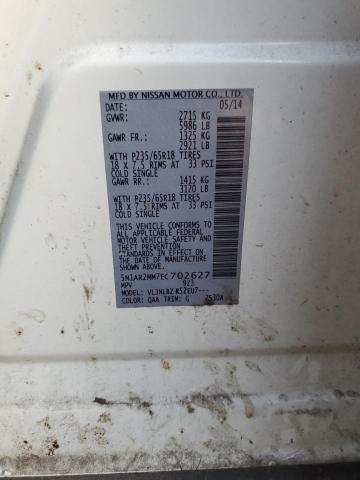 MFD BY NISSAN MOTOR CO., LTD.
DATE: 05/14
GVWR: 2715 KG
5986 LB
GAWR FR.: 1325 KG
2921 LB
WITH P235/65R18 TIRES
18 X 7.5 RIMS AT 33 PSI
COLD SINGLE
GAWR RR.: 1415 KG
3120 LB
WITH P235/65R18 TIRES
18 X 7.5 RIMS AT 33 PSI
COLD SINGLE
THIS VEHICLE CONFORMS
TO ALL APPLICABLE
FEDERAL MOTOR
VEHICLE SAFETY
STANDARDS IN EFFECT
ON THE DATE OF
MANUFACTURE
SHOWN ABOVE
5N1AR2MM7EC702627
MPV 923
MODEL:
COLOR: QAA TRIM: G